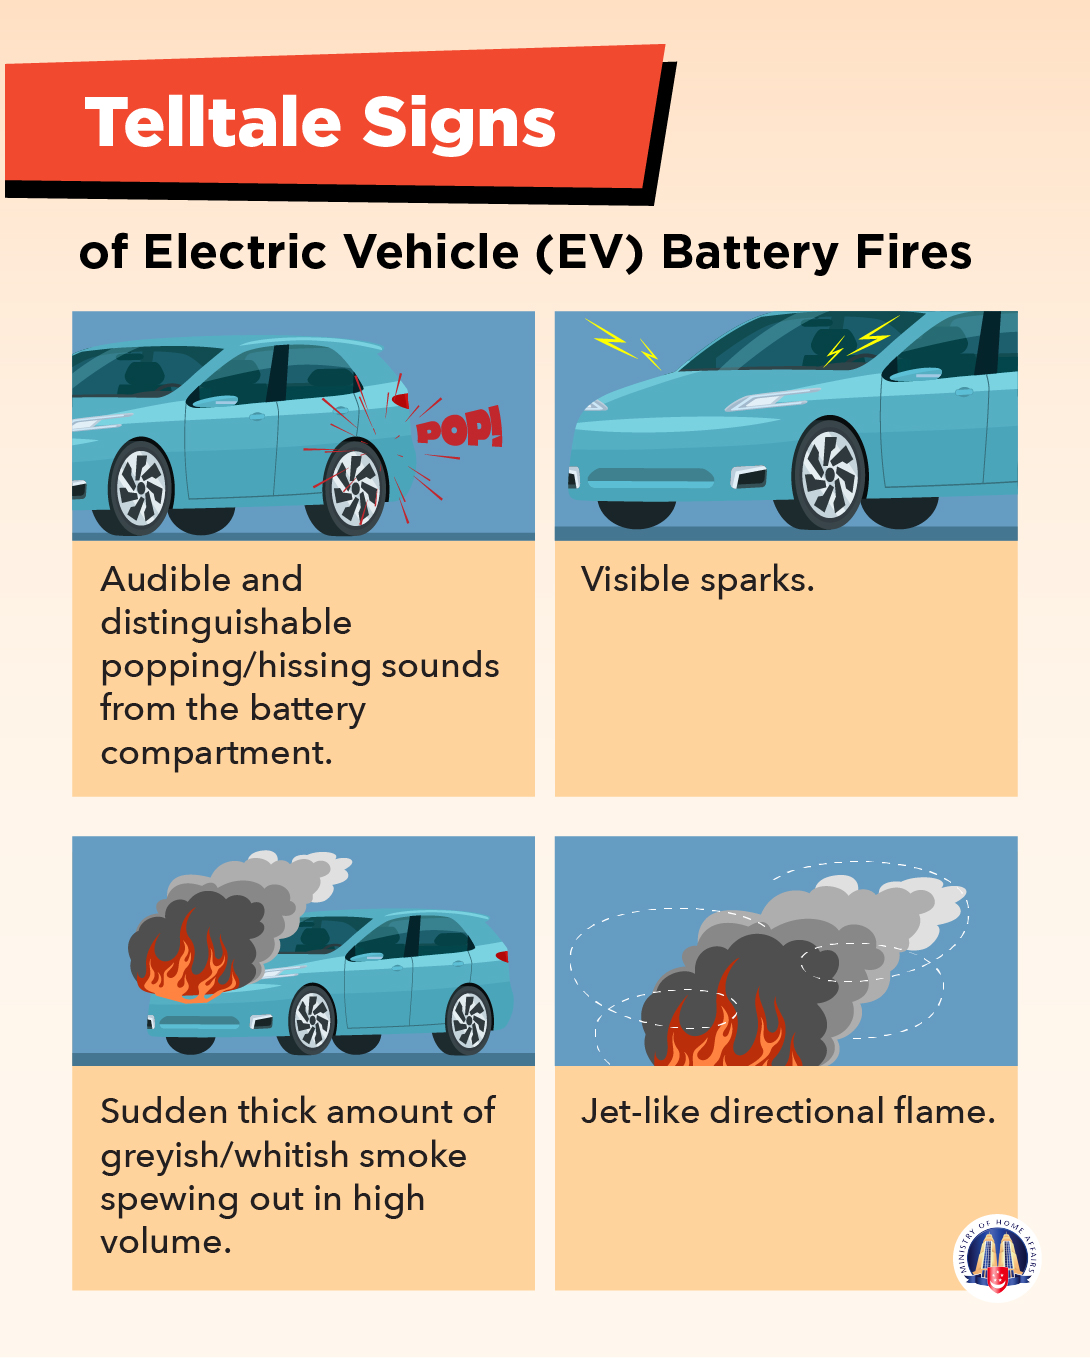 Telltale Signs
of Electric Vehicle (EV) Battery Fires
POP!
Audible and
distinguishable
popping/hissing sounds
from the battery
compartment.
Visible sparks.
Sudden thick amount of
greyish/whitish smoke
spewing out in high
volume.
Jet-like directional flame.
MINISTRY OF HOME AFFAIRS